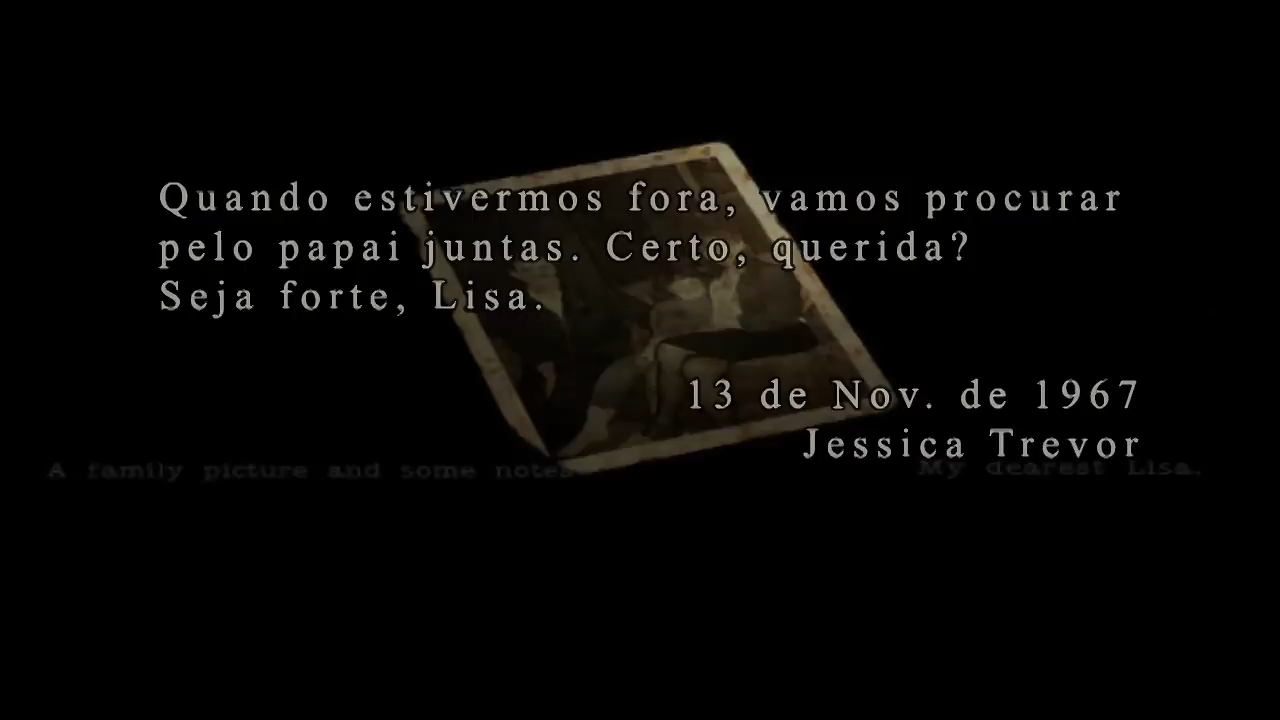 Quando estivermos fora, vamos procurar
pelo papai juntas. Certo, querida?
Seja forte, Lisa.
13 de Nov. de 1967
Jessica Trevor
A family picture and some notes
My dearest Lisa.